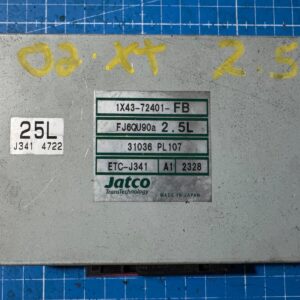 02. XT 2.5
1X43-72401- FB
FJ6QU90a 2.5L
31036 PL107
ETC-J341 A1 2328
Jatco
TransTechnology
MADE IN JAPAN
25L
J341 4722